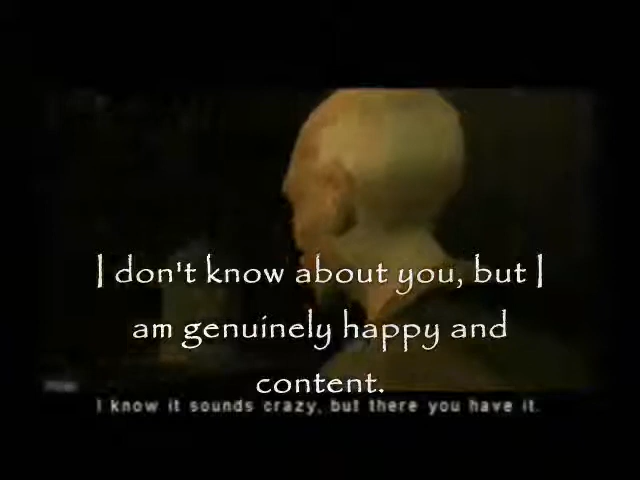 I don't know about you, but I
am genuinely happy and
content.
I know it sounds crazy, but there you have it.